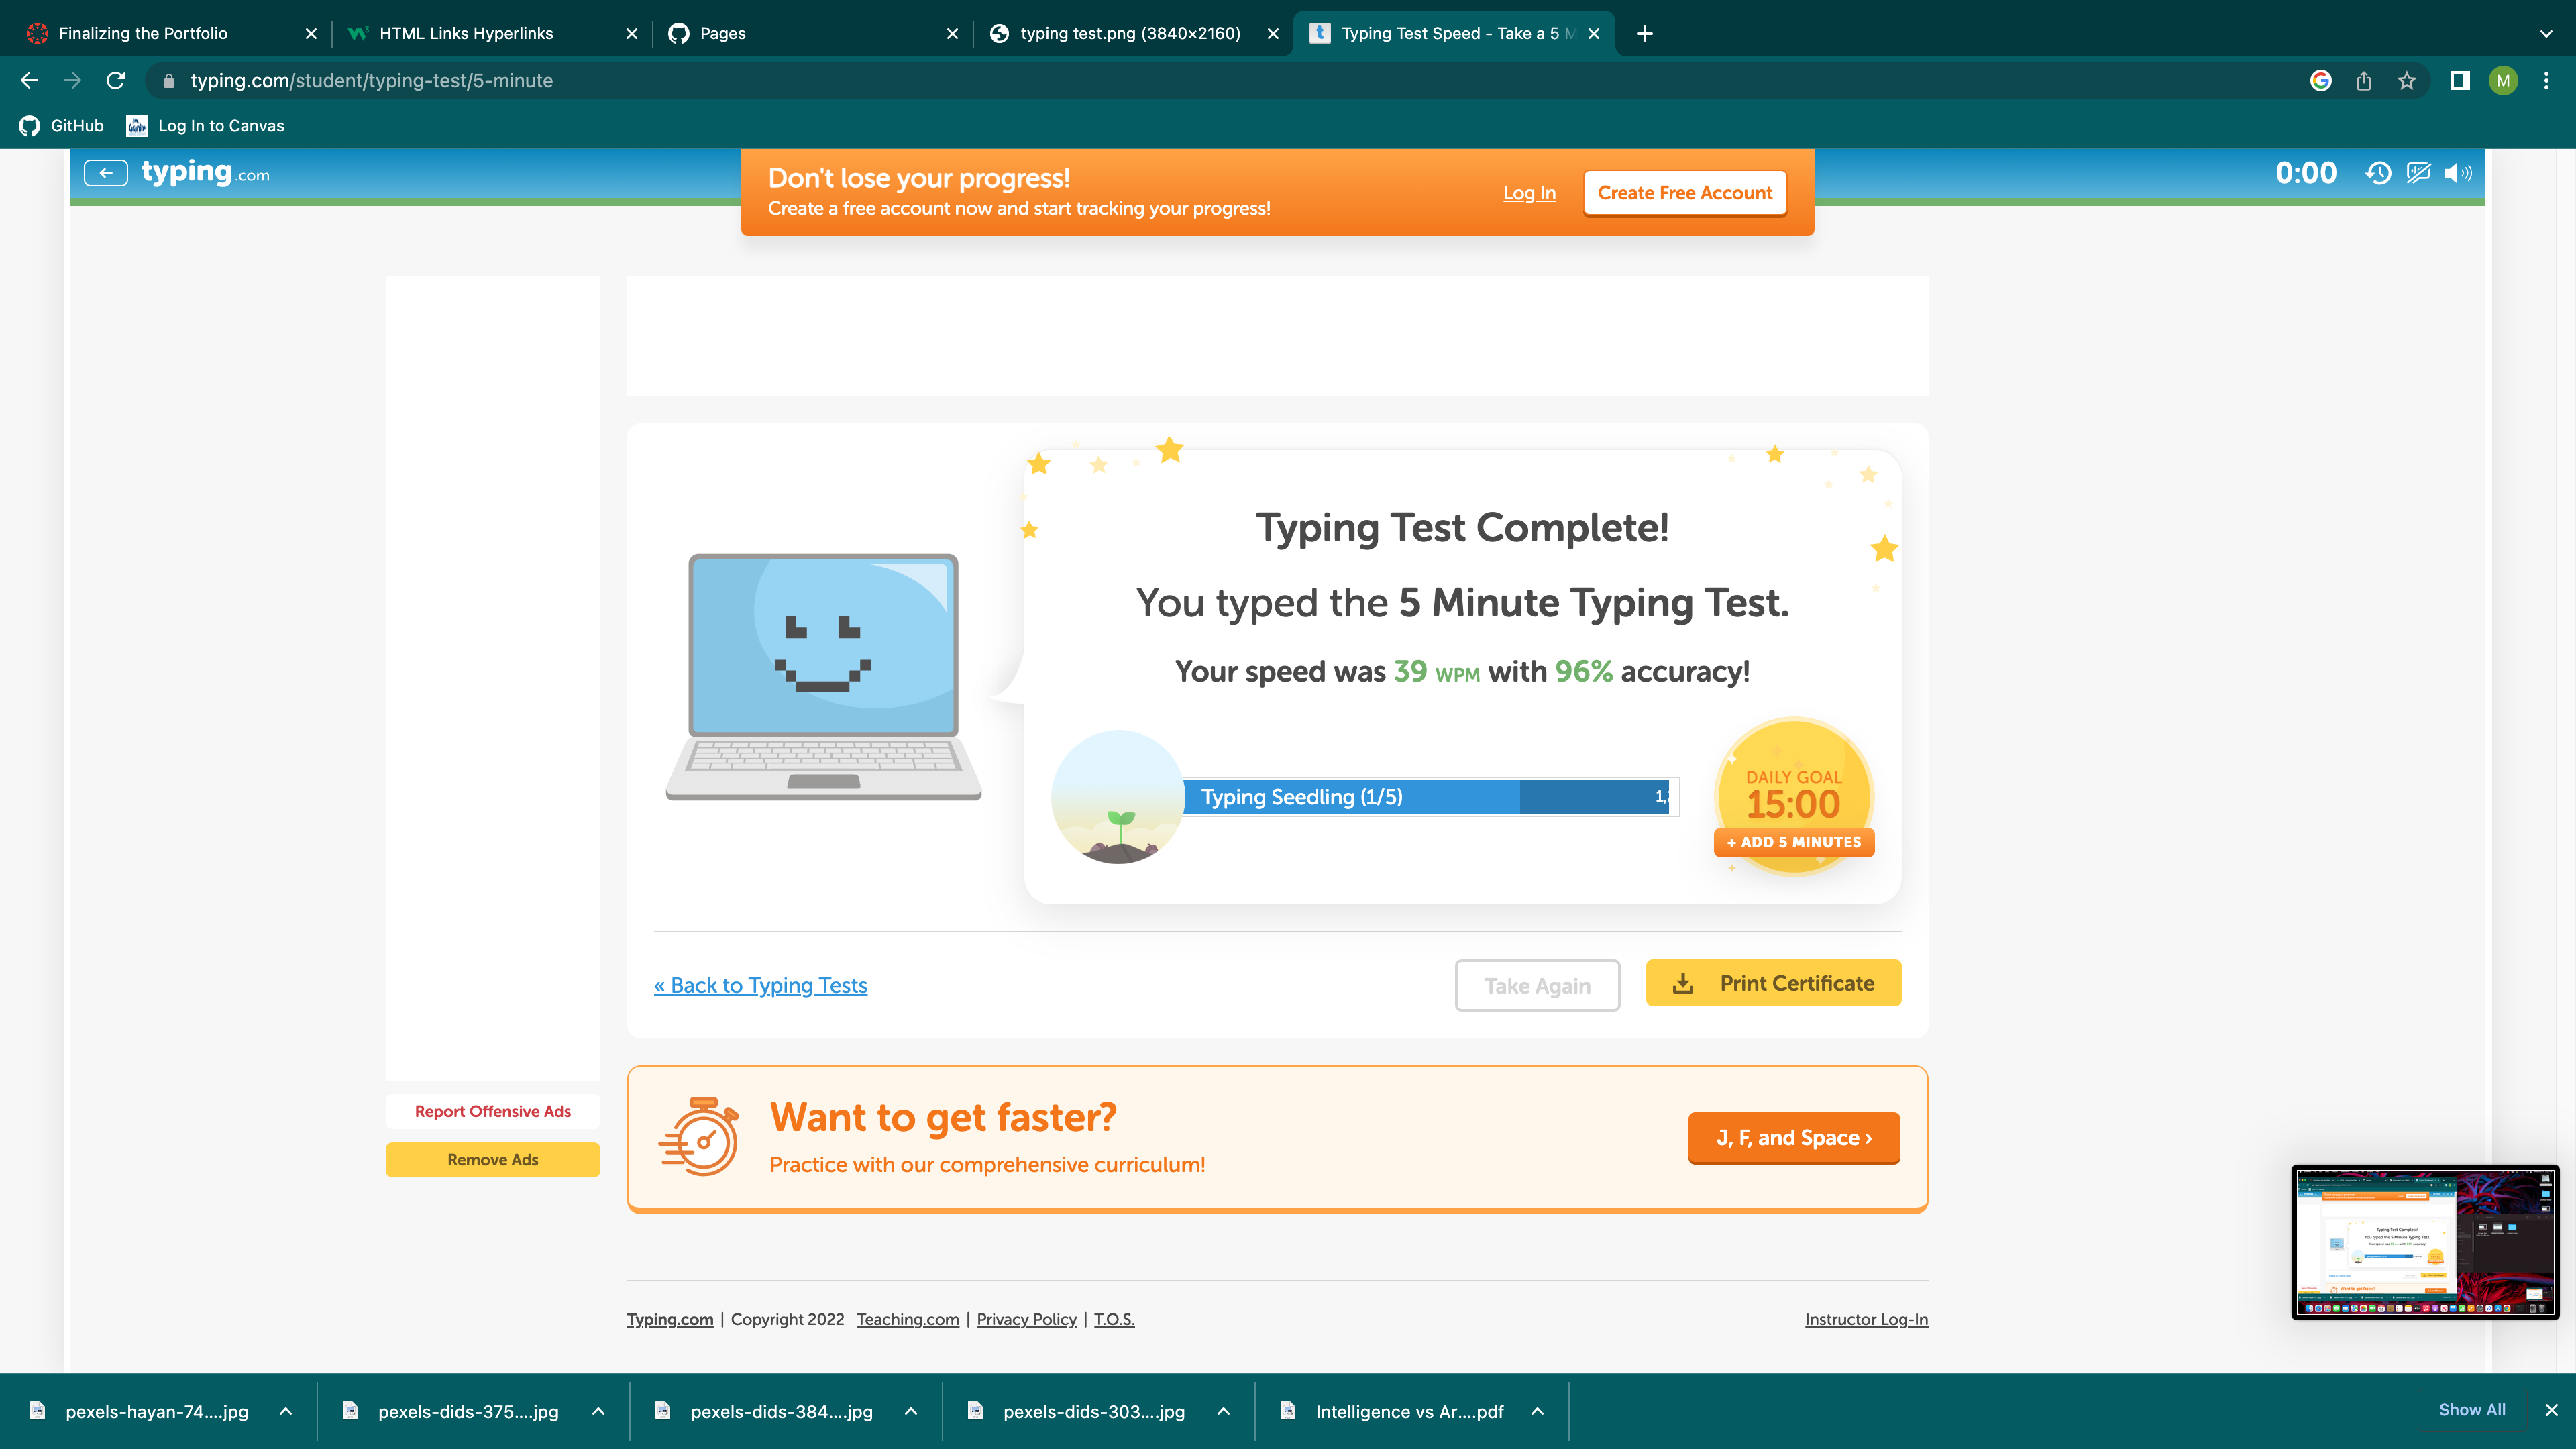 Finalizing the Portfolio
HTML Links Hyperlinks
Pages
typing test.png (3840×2160)
Typing Test Speed - Take a 5 M
typing.com/student/typing-test/5-minute
M
GitHub
Log In to Canvas
typing.com
Don't lose your progress!
Create a free account now and start tracking your progress!
Log In
Create Free Account
0:00
Typing Test Complete!
You typed the 5 Minute Typing Test.
Your speed was 39 WPM with 96% accuracy!
Typing Seedling (1/5)
DAILY GOAL
15:00
+ ADD 5 MINUTES
« Back to Typing Tests
Take Again
Print Certificate
Report Offensive Ads
Remove Ads
Want to get faster?
Practice with our comprehensive curriculum!
J, F, and Space ›
Typing.com | Copyright 2022 Teaching.com | Privacy Policy | T.O.S.
Instructor Log-In
pexels-hayan-74....jpg
pexels-dids-375....jpg
pexels-dids-384....jpg
pexels-dids-303....jpg
Intelligence vs Ar....pdf
Show All